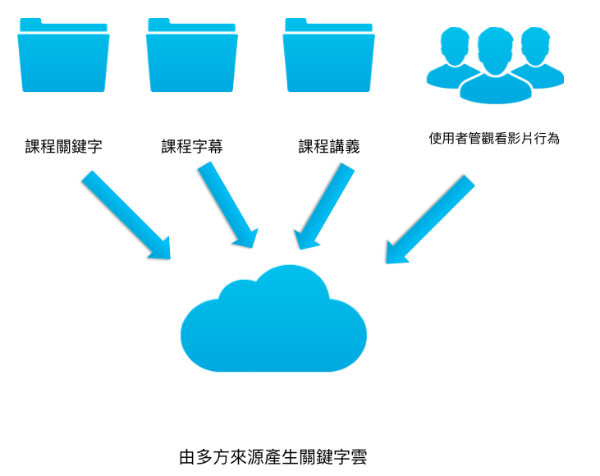 課程關鍵字
課程字幕
課程講義
使用者管觀看影片行為
由多方來源產生關鍵字雲